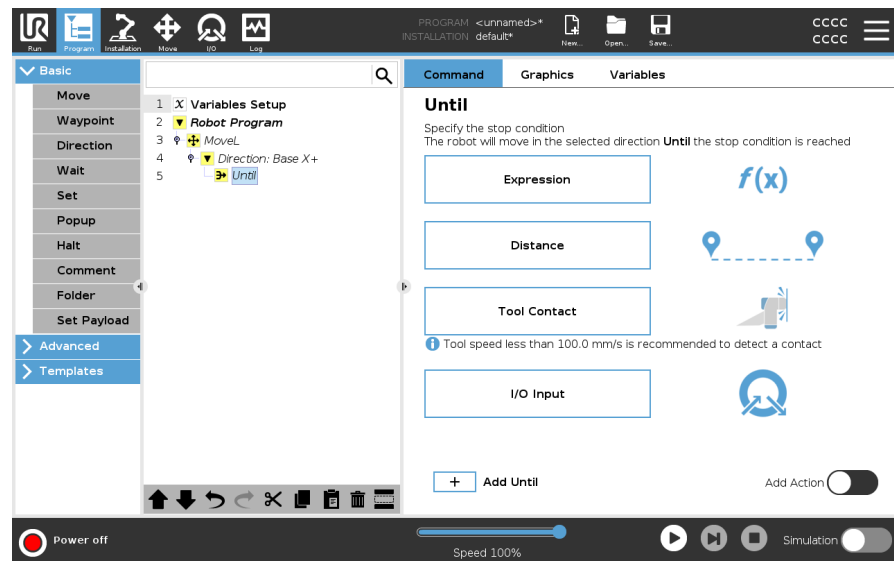 PROGRAM <unnamed>*
INSTALLATION default*
CCCC
CCCC
UR
Run
Program
Installation
Move
I/O
Log
New...
Open...
Save...
Basic
Move
Waypoint
Direction
Wait
Set
Popup
Halt
Comment
Folder
Set Payload
Advanced
Templates
1 X Variables Setup
2 Robot Program
3 MoveL
4 Direction: Base X+
5 Until
Command Graphics Variables
Until
Specify the stop condition
The robot will move in the selected direction Until the stop condition is reached
Expression
f(x)
Distance
Tool Contact
Tool speed less than 100.0 mm/s is recommended to detect a contact
I/O Input
+ Add Until
Add Action
Power off
Speed 100%
Simulation